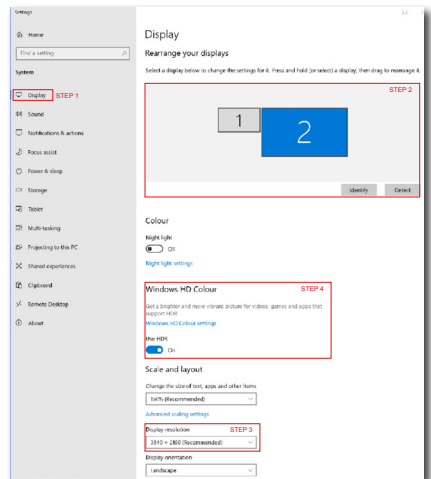 Settings
Home
Find a setting
System
Display STEP 1
Sound
Notifications & actions
Focus assist
Power & sleep
Storage
Tablet
Multi-tasking
Projecting to this PC
Shared experiences
Clipboard
Remote Desktop
About
Display
Rearrange your displays
Select a display below to change the settings for it. Press and hold (or select) a display, then drag to rearrange it.
STEP 2
1
2
Identify
Detect
Colour
Night light
Off
Night light settings
Windows HD Colour STEP 4
Get a brighter and more vibrant picture for videos, games and apps that
support HDR.
Windows HD Colour settings
Use HDR
On
Scale and layout
Change the size of text, apps and other items
(Recommended)
Advanced scaling settings
Display resolution STEP 3
3840 × 2160 (Recommended)
Display orientation
Landscape